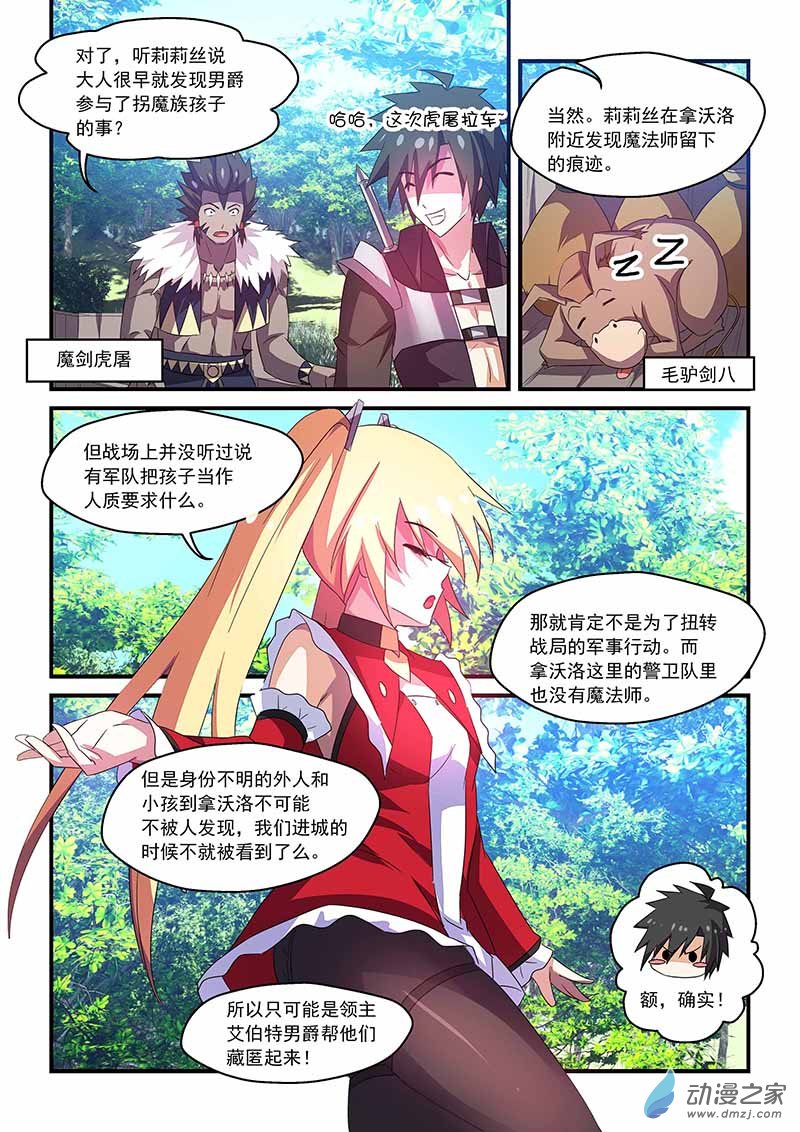 对了，听莉莉丝说
大人很早就发现男爵
参与了拐魔族孩子
的事？
哈哈，这次虎屠拉车~
魔剑虎屠
当然。莉莉丝在拿沃洛
附近发现魔法师留下
的痕迹。
Z Z
毛驴剑八
但战场上并没听过说
有军队把孩子当作
人质要求什么。
那就肯定不是为了扭转
战局的军事行动。而
拿沃洛这里的警卫队里
也没有魔法师。
但是身份不明的外人和
小孩到拿沃洛不可能
不被人发现，我们进城的
时候不就被看到了么。
额，确实！
所以只可能是领主
艾伯特男爵帮他们
藏匿起来！
动漫之家
www.dmzj.com